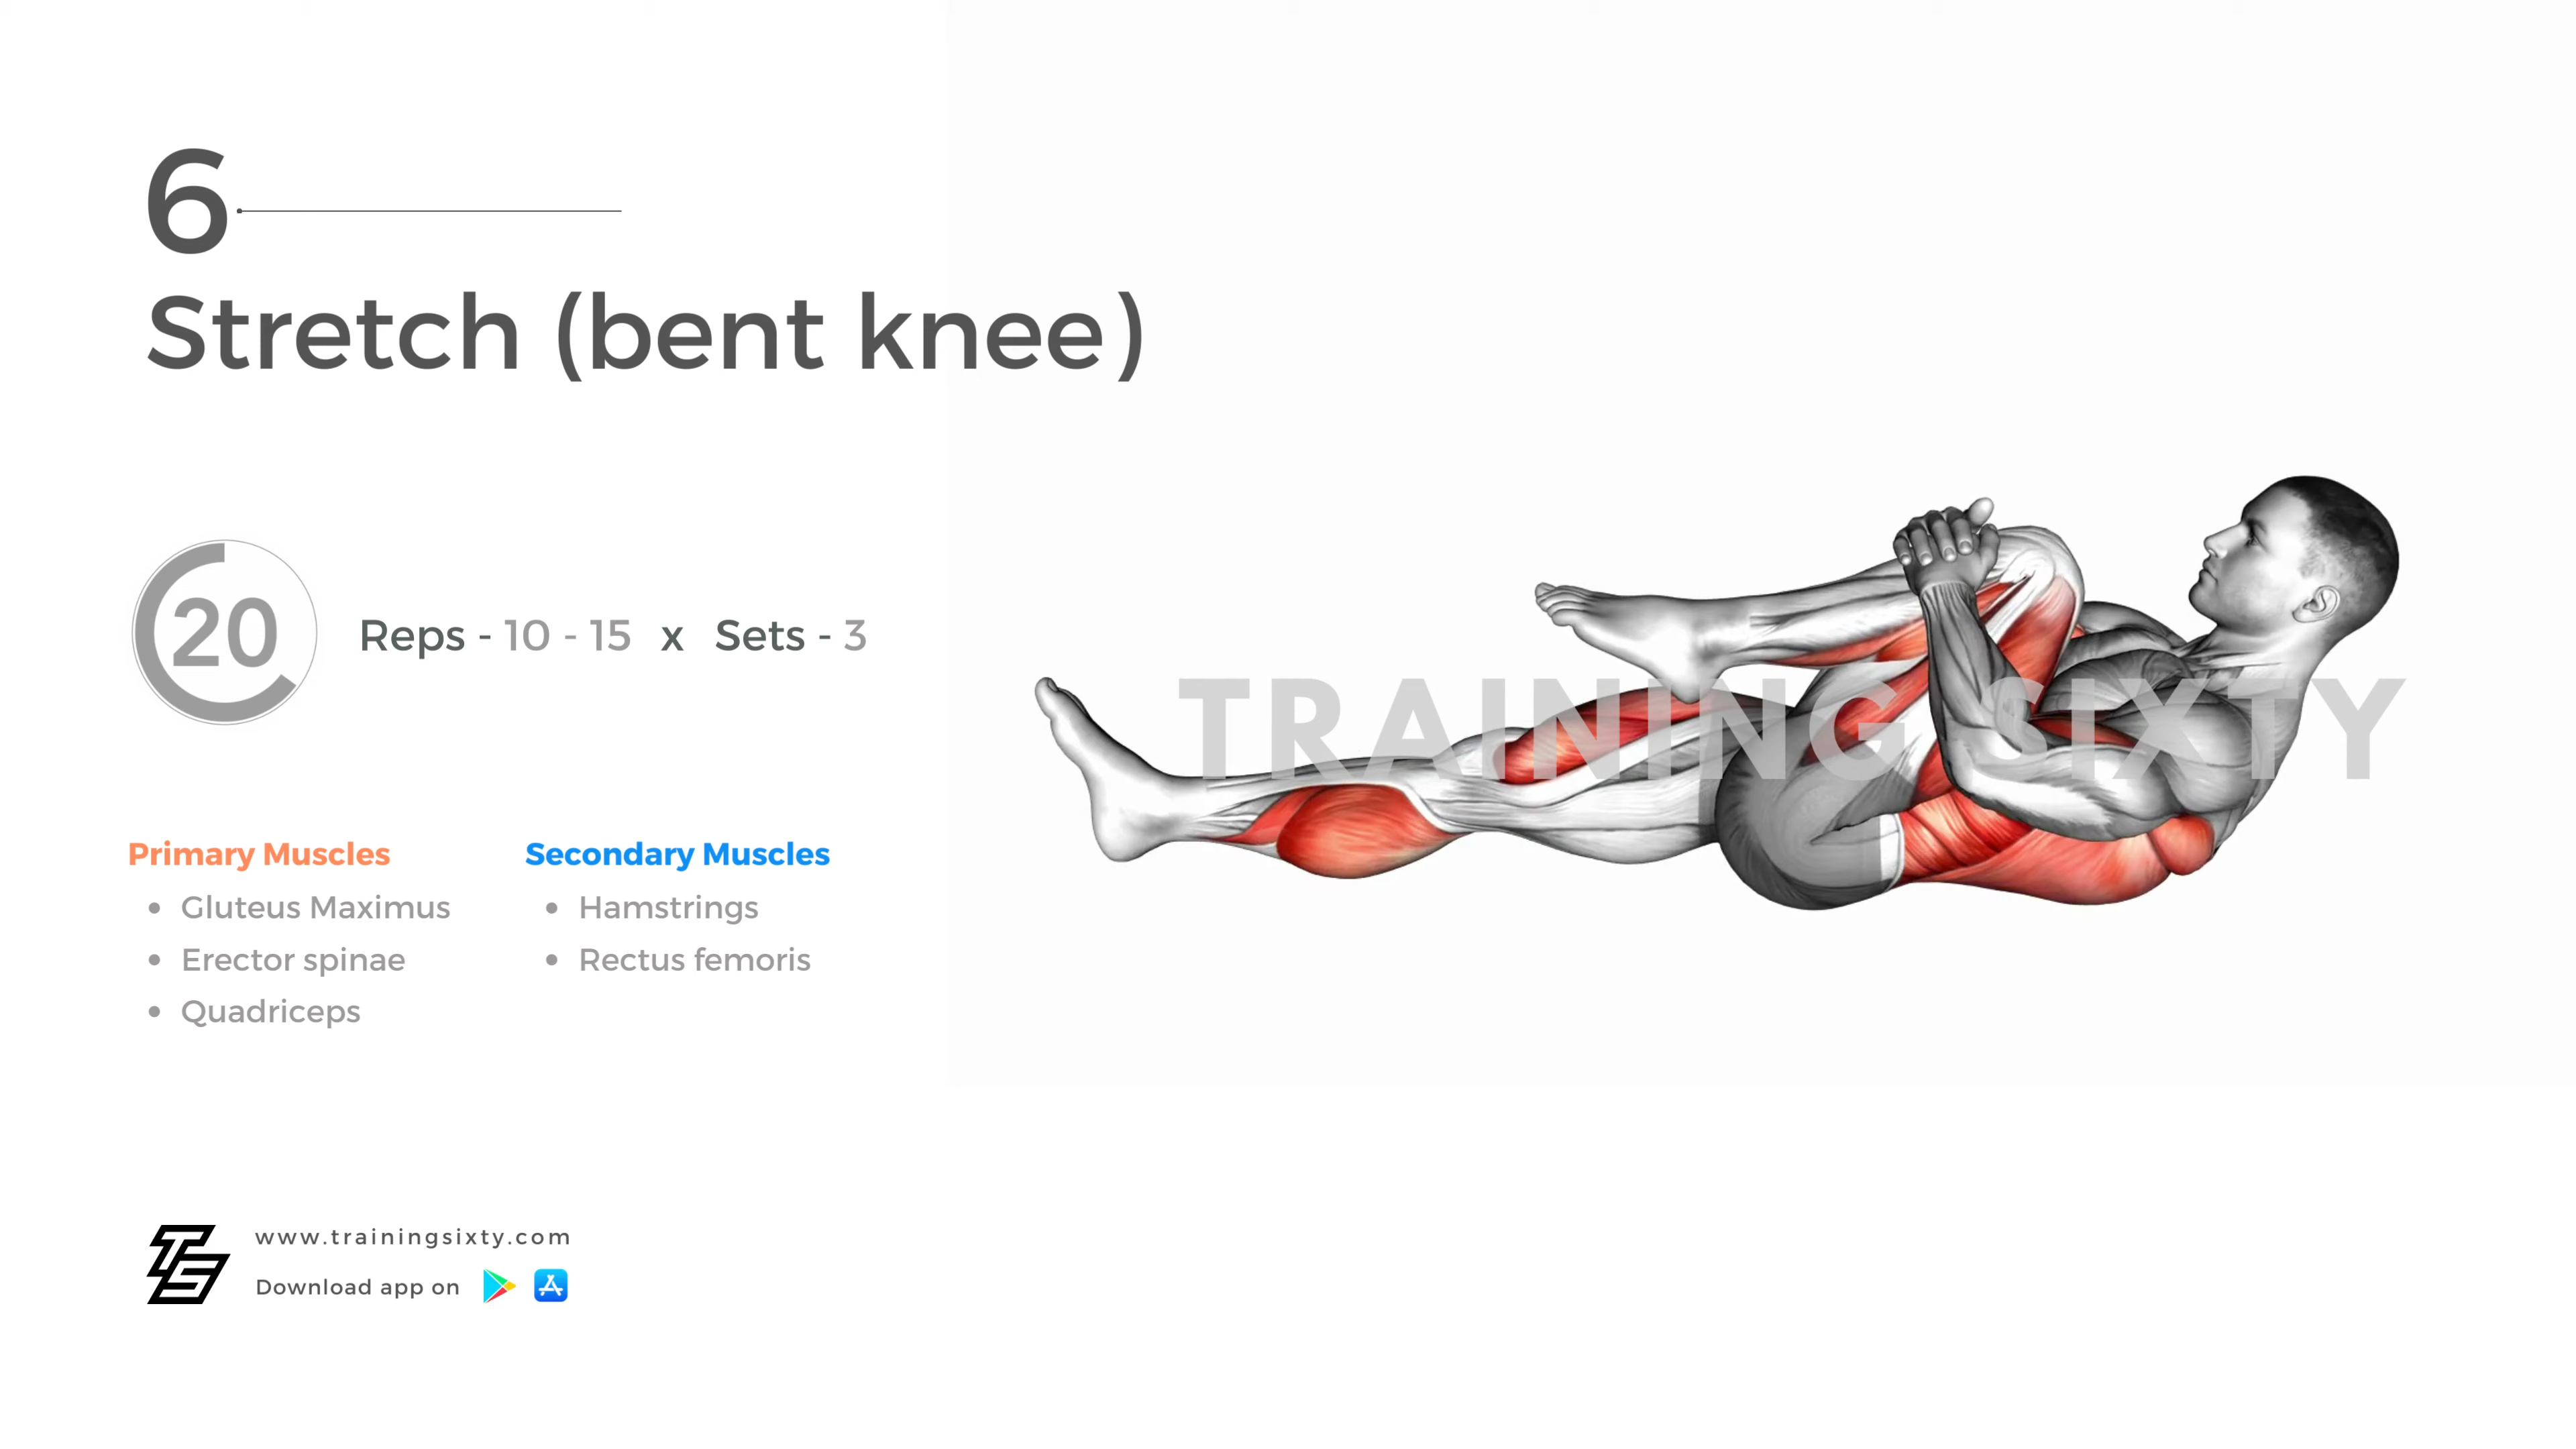 6
Stretch (bent knee)
20
Reps - 10 - 15 x Sets - 3
TRAINING SIXTY
Primary Muscles
• Gluteus Maximus
• Erector spinae
• Quadriceps
Secondary Muscles
• Hamstrings
• Rectus femoris
TS
www.trainingsixty.com
Download app on